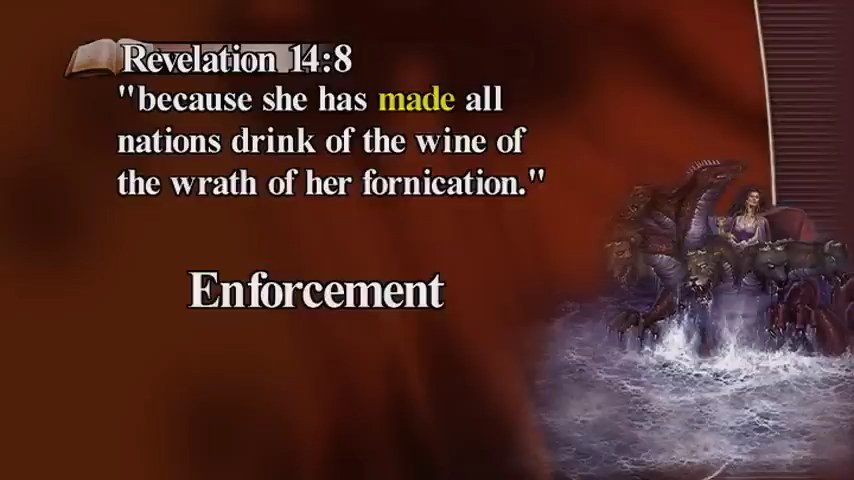 Revelation 14:8
"because she has made all
nations drink of the wine of
the wrath of her fornication."
Enforcement